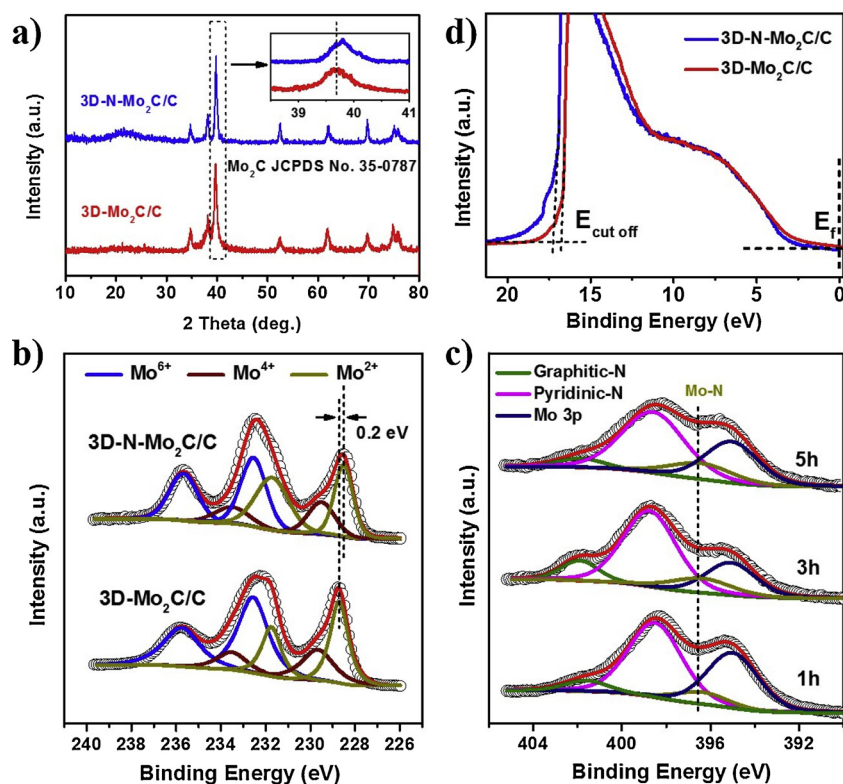 a)
3D-N-Mo₂C/C
39 40 41
Mo₂C JCPDS No. 35-0787
3D-Mo₂C/C
Intensity (a.u.)
10 20 30 40 50 60 70 80
2 Theta (deg.)
d)
3D-N-Mo₂C/C
3D-Mo₂C/C
E cut off
E f
Intensity (a.u.)
20 15 10 5 0
Binding Energy (eV)
b)
Mo⁶⁺ Mo⁴⁺ Mo²⁺
0.2 eV
3D-N-Mo₂C/C
3D-Mo₂C/C
Intensity (a.u.)
240 238 236 234 232 230 228 226
Binding Energy (eV)
c)
Graphitic-N
Pyridinic-N
Mo 3p
Mo-N
5h
3h
1h
Intensity (a.u.)
404 400 396 392
Binding Energy (eV)